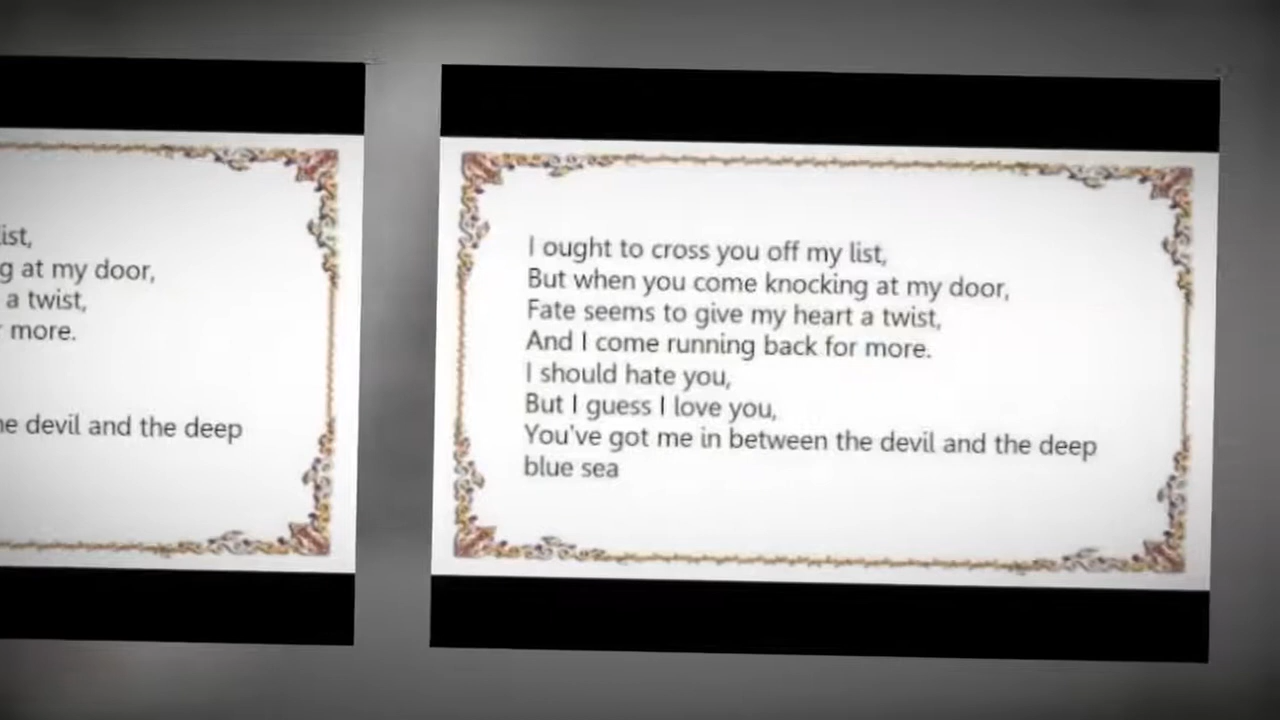 ist,
g at my door,
a twist,
more.
he devil and the deep
I ought to cross you off my list,
But when you come knocking at my door,
Fate seems to give my heart a twist,
And I come running back for more.
I should hate you,
But I guess I love you,
You've got me in between the devil and the deep
blue sea